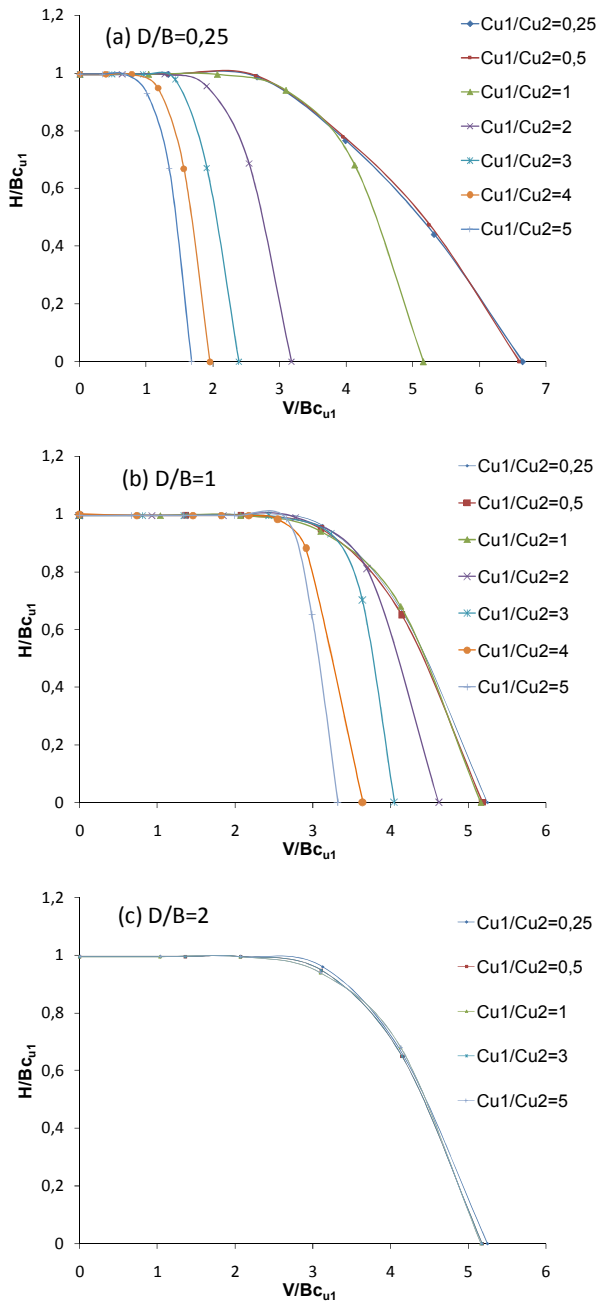 (a) D/B=0,25
1,2
1
0,8
0,6
0,4
0,2
0
H/Bcu1
0 1 2 3 4 5 6 7
V/Bcu1
Cu1/Cu2=0,25
Cu1/Cu2=0,5
Cu1/Cu2=1
Cu1/Cu2=2
Cu1/Cu2=3
Cu1/Cu2=4
Cu1/Cu2=5
(b) D/B=1
1,2
1
0,8
0,6
0,4
0,2
0
H/Bcu1
0 1 2 3 4 5 6
V/Bcu1
Cu1/Cu2=0,25
Cu1/Cu2=0,5
Cu1/Cu2=1
Cu1/Cu2=2
Cu1/Cu2=3
Cu1/Cu2=4
Cu1/Cu2=5
(c) D/B=2
1,2
1
0,8
0,6
0,4
0,2
0
H/Bcu1
0 1 2 3 4 5 6
V/Bcu1
Cu1/Cu2=0,25
Cu1/Cu2=0,5
Cu1/Cu2=1
Cu1/Cu2=3
Cu1/Cu2=5